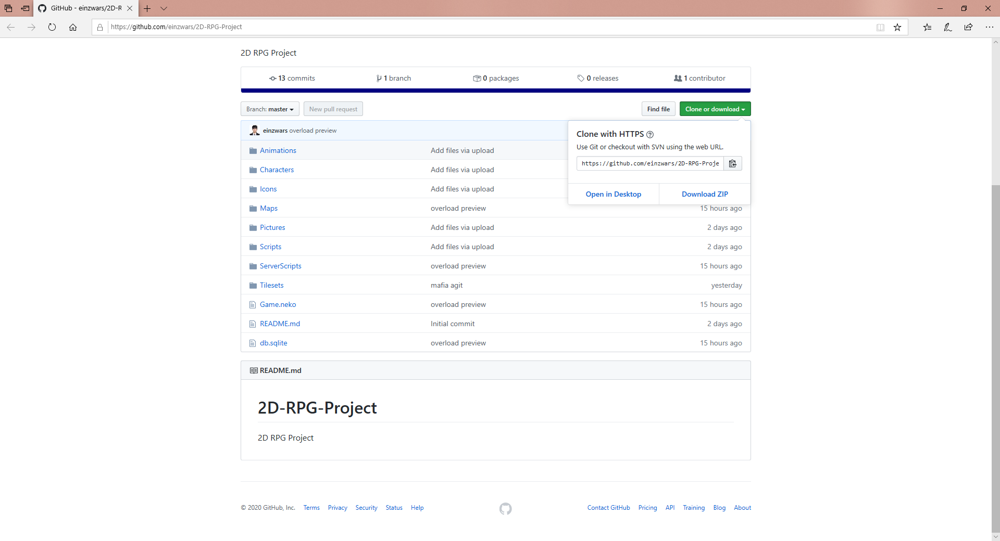 GitHub - einzwars/2D-R
https://github.com/einzwars/2D-RPG-Project
2D RPG Project
13 commits 1 branch 0 packages 0 releases 1 contributor
Branch: master New pull request Find file Clone or download
einzwars overload preview
Clone with HTTPS
Use Git or checkout with SVN using the web URL.
https://github.com/einzwars/2D-RPG-Proje
Open in Desktop Download ZIP
Animations Add files via upload
Characters Add files via upload
Icons Add files via upload
Maps overload preview 15 hours ago
Pictures Add files via upload 2 days ago
Scripts Add files via upload 2 days ago
ServerScripts overload preview 15 hours ago
Tilesets mafia agit yesterday
Game.neko overload preview 15 hours ago
README.md Initial commit 2 days ago
db.sqlite overload preview 15 hours ago
README.md
2D-RPG-Project
2D RPG Project
© 2020 GitHub, Inc. Terms Privacy Security Status Help Contact GitHub Pricing API Training Blog About